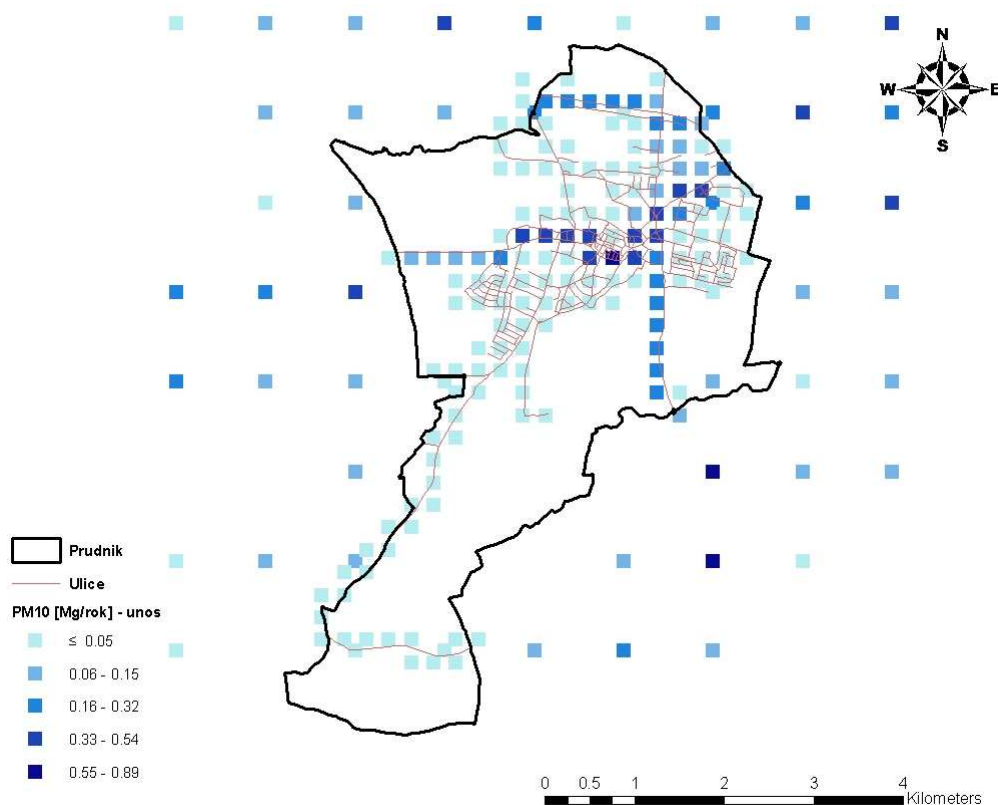 N
W E
S
Prudnik
Ulice
PM10 [Mg/rok] - unos
≤ 0.05
0.06 - 0.15
0.16 - 0.32
0.33 - 0.54
0.55 - 0.89
0 0.5 1 2 3 4
Kilometers